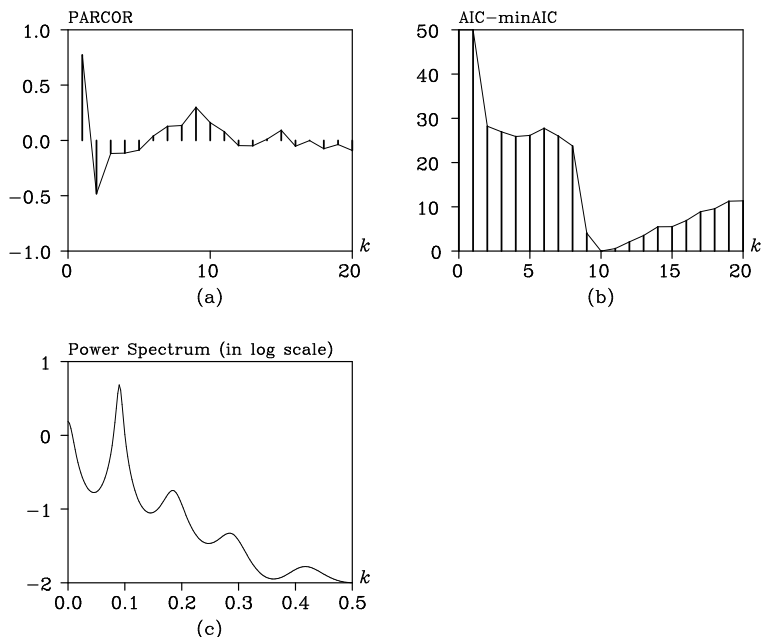 PARCOR
1.0
0.5
0.0
−0.5
−1.0
0 10 20
k
(a)
AIC−minAIC
50
40
30
20
10
0
0 5 10 15 20
k
(b)
Power Spectrum (in log scale)
1
0
−1
−2
0.0 0.1 0.2 0.3 0.4 0.5
k
(c)